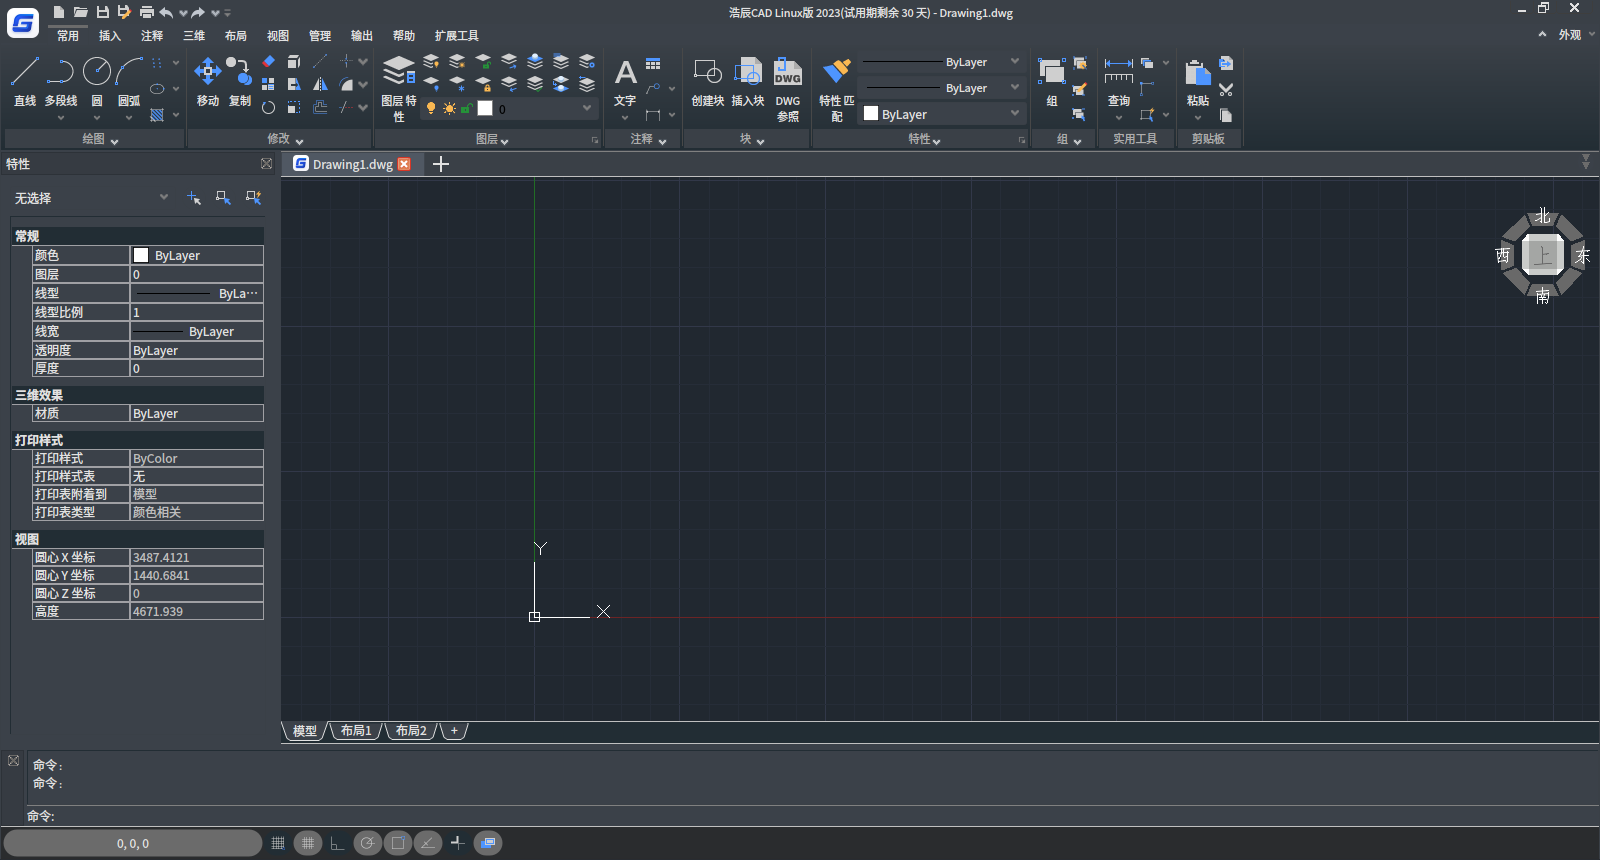 浩辰CAD Linux版 2023(试用期剩余 30 天) - Drawing1.dwg
常用 插入 注释 三维 布局 视图 管理 输出 帮助 扩展工具 外观
直线 多段线 圆 圆弧
移动 复制
图层 特性
0
文字
创建块 插入块 DWG参照
DWG
特性 匹配
ByLayer
ByLayer
ByLayer
组
查询
粘贴
绘图 修改 图层 注释 块 特性 组 实用工具 剪贴板
特性
Drawing1.dwg
无选择
常规
颜色 ByLayer
图层 0
线型 ByLa···
线型比例 1
线宽 ByLayer
透明度 ByLayer
厚度 0
三维效果
材质 ByLayer
打印样式
打印样式 ByColor
打印样式表 无
打印表附着到 模型
打印表类型 颜色相关
视图
圆心 X 坐标 3487.4121
圆心 Y 坐标 1440.6841
圆心 Z 坐标 0
高度 4671.939
北
西 上 东
南
Y
X
模型 布局1 布局2 +
命令:
命令:
命令:
0, 0, 0